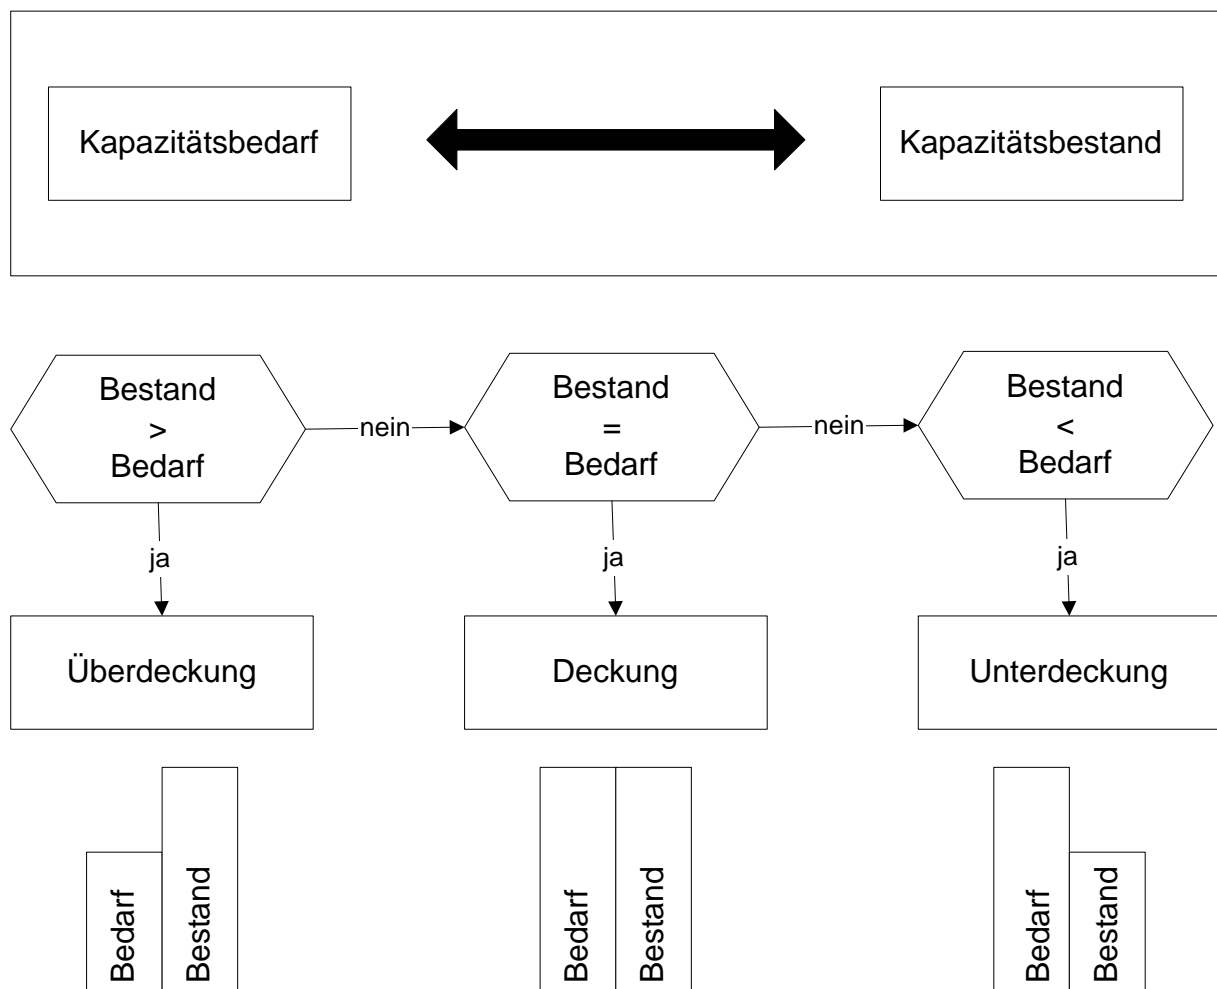 Kapazitätsbedarf
Kapazitätsbestand
Bestand
>
Bedarf
nein
Bestand
=
Bedarf
nein
Bestand
<
Bedarf
ja
ja
ja
Überdeckung
Deckung
Unterdeckung
Bedarf
Bestand
Bedarf
Bestand
Bedarf
Bestand